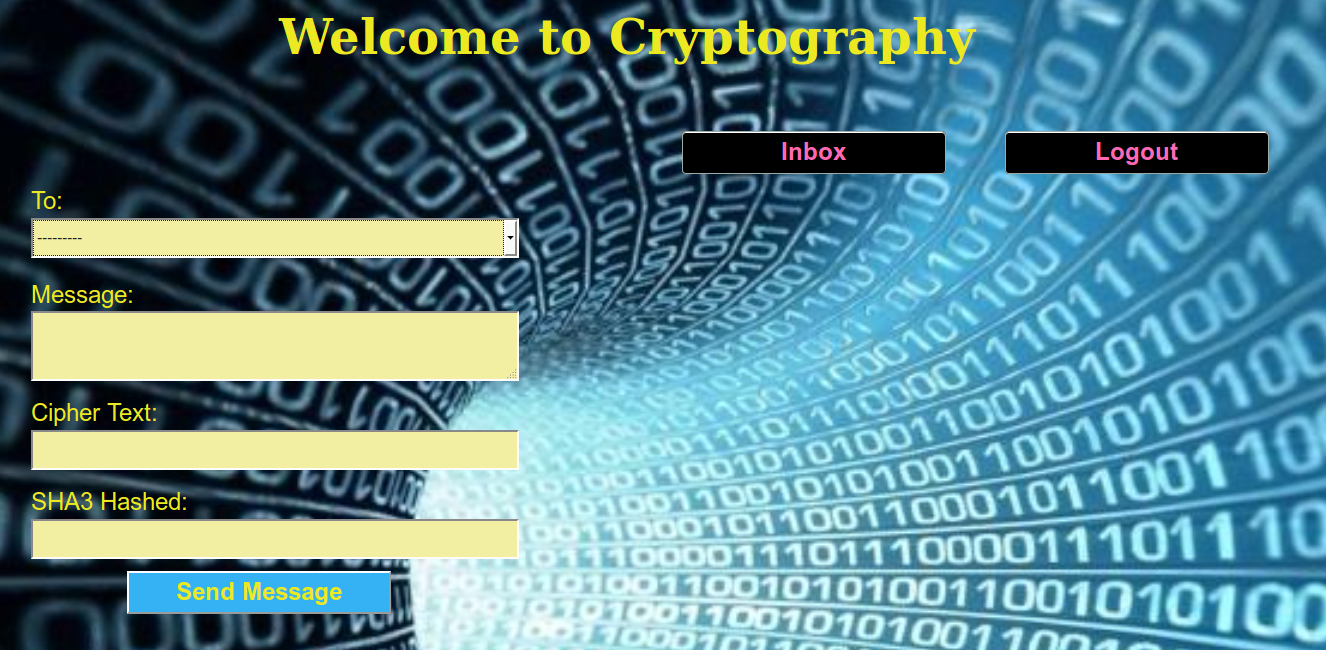 Welcome to Cryptography
Inbox
Logout
To:
---------
Message:
Cipher Text:
SHA3 Hashed:
Send Message